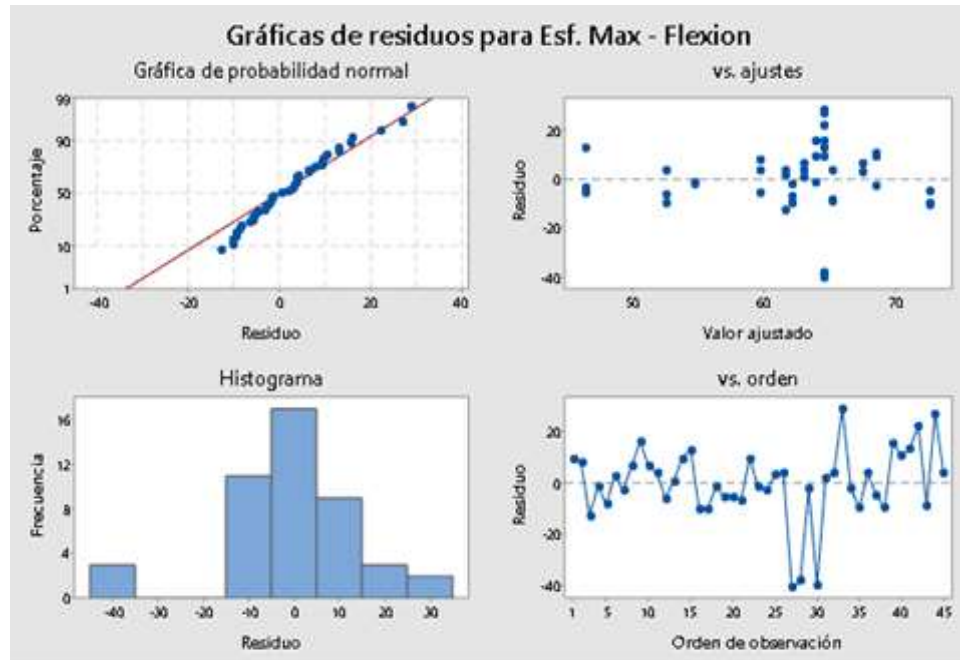 Gráficas de residuos para Esf. Max - Flexion
Gráfica de probabilidad normal
99
90
50
10
1
Porcentaje
-40 -20 0 20 40
Residuo
vs. ajustes
20
0
-20
-40
Residuo
50 60 70
Valor ajustado
Histograma
16
12
8
4
0
Frecuencia
-40 -30 -20 -10 0 10 20 30
Residuo
vs. orden
20
0
-20
-40
Residuo
1 5 10 15 20 25 30 35 40 45
Orden de observación